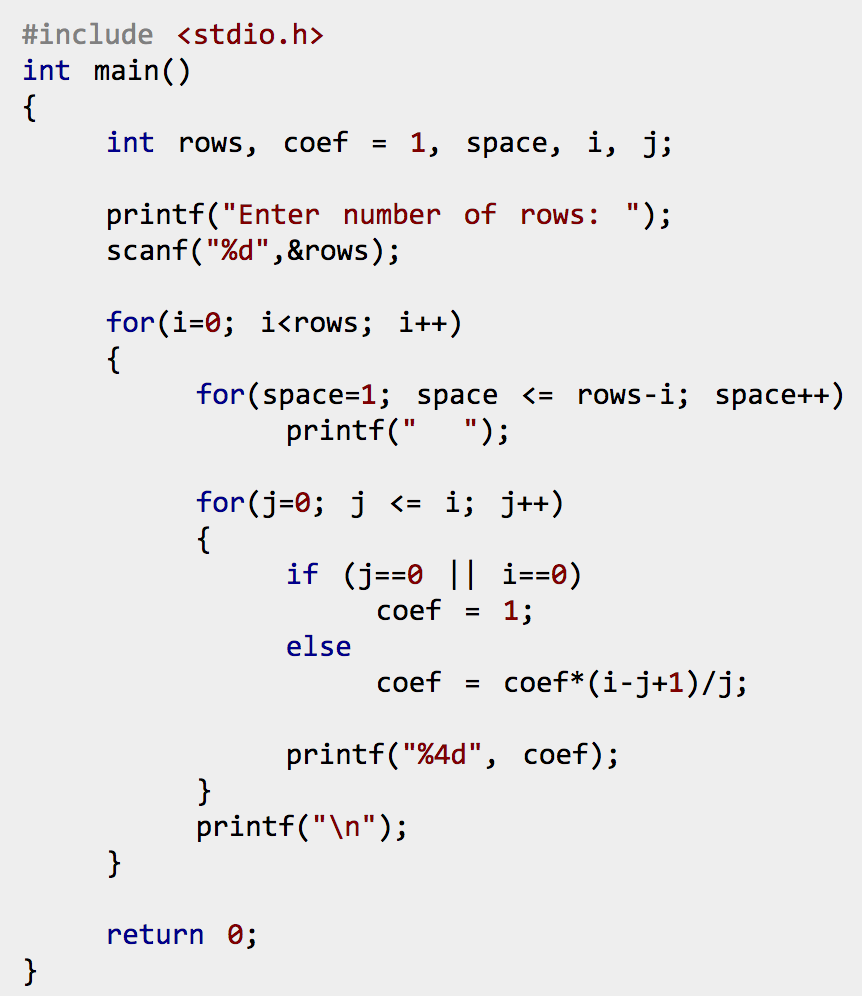 #include <stdio.h>
int main()
{
    int rows, coef = 1, space, i, j;

    printf("Enter number of rows: ");
    scanf("%d",&rows);

    for(i=0; i<rows; i++)
    {
        for(space=1; space <= rows-i; space++)
            printf("  ");

        for(j=0; j <= i; j++)
        {
            if (j==0 || i==0)
                coef = 1;
            else
                coef = coef*(i-j+1)/j;

            printf("%4d", coef);
        }
        printf("\n");
    }

    return 0;
}